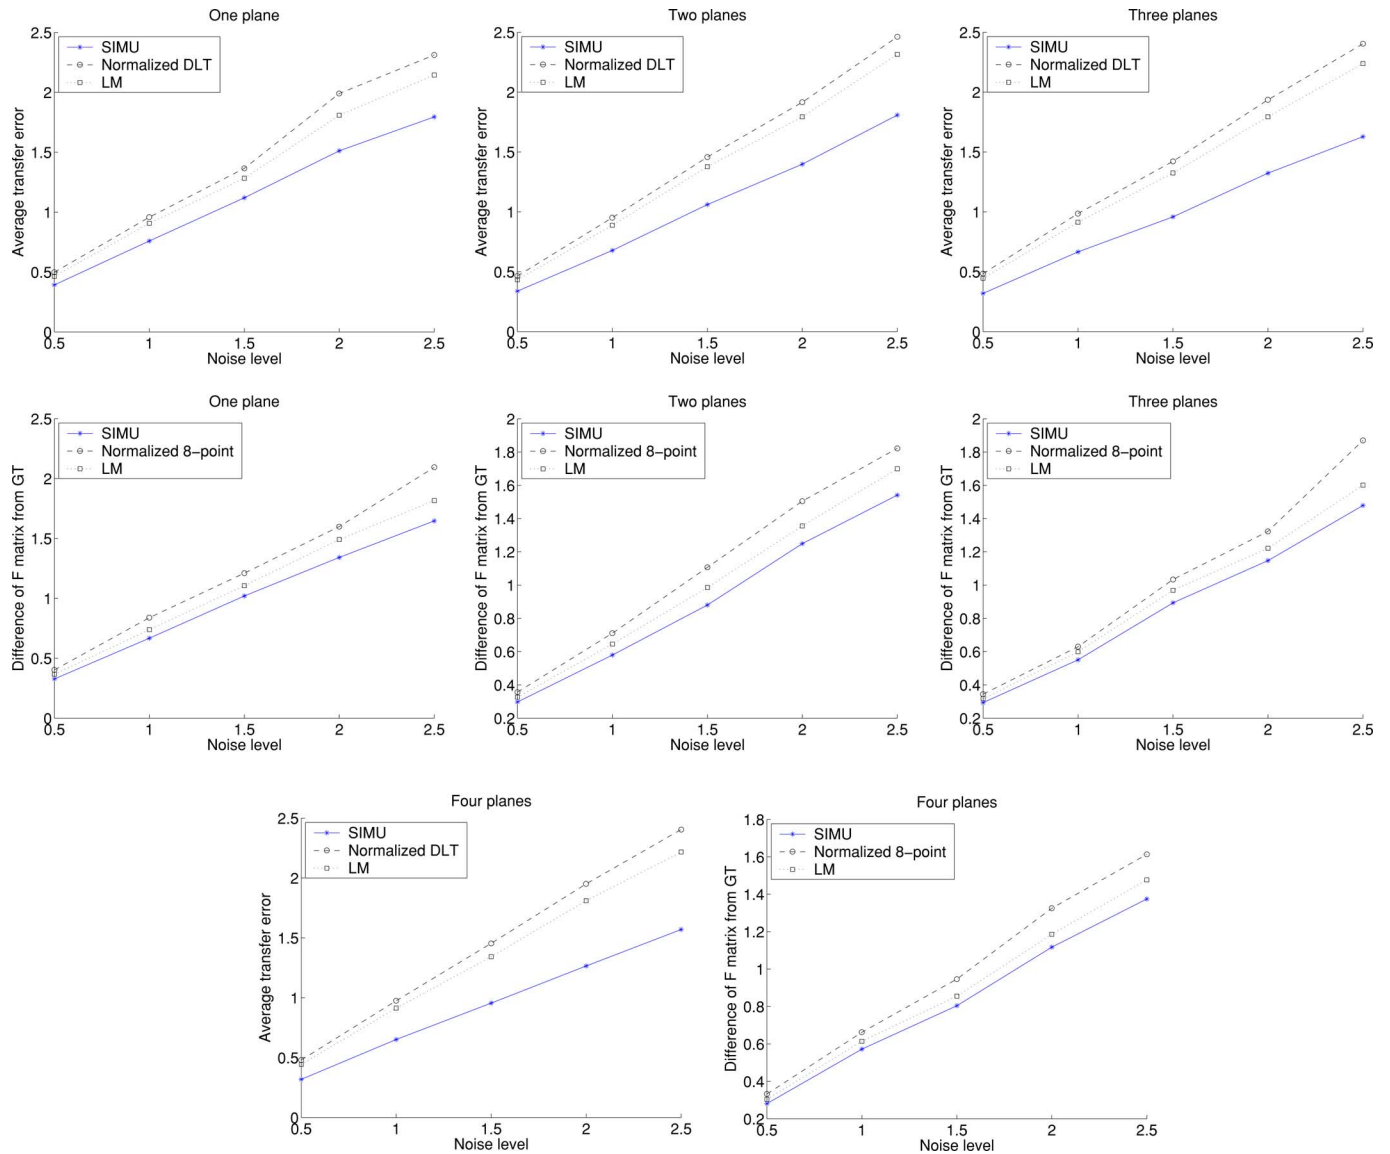 One plane
2.5
2
1.5
1
0.5
0
SIMU
Normalized DLT
LM
Average transfer error
0.5 1 1.5 2 2.5
Noise level
Two planes
2.5
2
1.5
1
0.5
0
SIMU
Normalized DLT
LM
Average transfer error
0.5 1 1.5 2 2.5
Noise level
Three planes
2.5
2
1.5
1
0.5
0
SIMU
Normalized DLT
LM
Average transfer error
0.5 1 1.5 2 2.5
Noise level
One plane
2.5
2
1.5
1
0.5
0
SIMU
Normalized 8−point
LM
Difference of F matrix from GT
0.5 1 1.5 2 2.5
Noise level
Two planes
2
1.8
1.6
1.4
1.2
1
0.8
0.6
0.4
0.2
SIMU
Normalized 8−point
LM
Difference of F matrix from GT
0.5 1 1.5 2 2.5
Noise level
Three planes
2
1.8
1.6
1.4
1.2
1
0.8
0.6
0.4
0.2
SIMU
Normalized 8−point
LM
Difference of F matrix from GT
0.5 1 1.5 2 2.5
Noise level
Four planes
2.5
2
1.5
1
0.5
0
SIMU
Normalized DLT
LM
Average transfer error
0.5 1 1.5 2 2.5
Noise level
Four planes
1.8
1.6
1.4
1.2
1
0.8
0.6
0.4
0.2
SIMU
Normalized 8−point
LM
Difference of F matrix from GT
0.5 1 1.5 2 2.5
Noise level